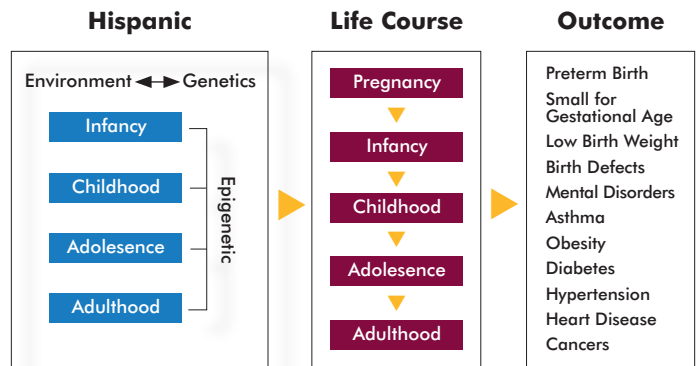 Hispanic
Environment Genetics
Infancy
Childhood
Adolesence
Adulthood
Epigenetic
Life Course
Pregnancy
Infancy
Childhood
Adolesence
Adulthood
Outcome
Preterm Birth
Small for
Gestational Age
Low Birth Weight
Birth Defects
Mental Disorders
Asthma
Obesity
Diabetes
Hypertension
Heart Disease
Cancers